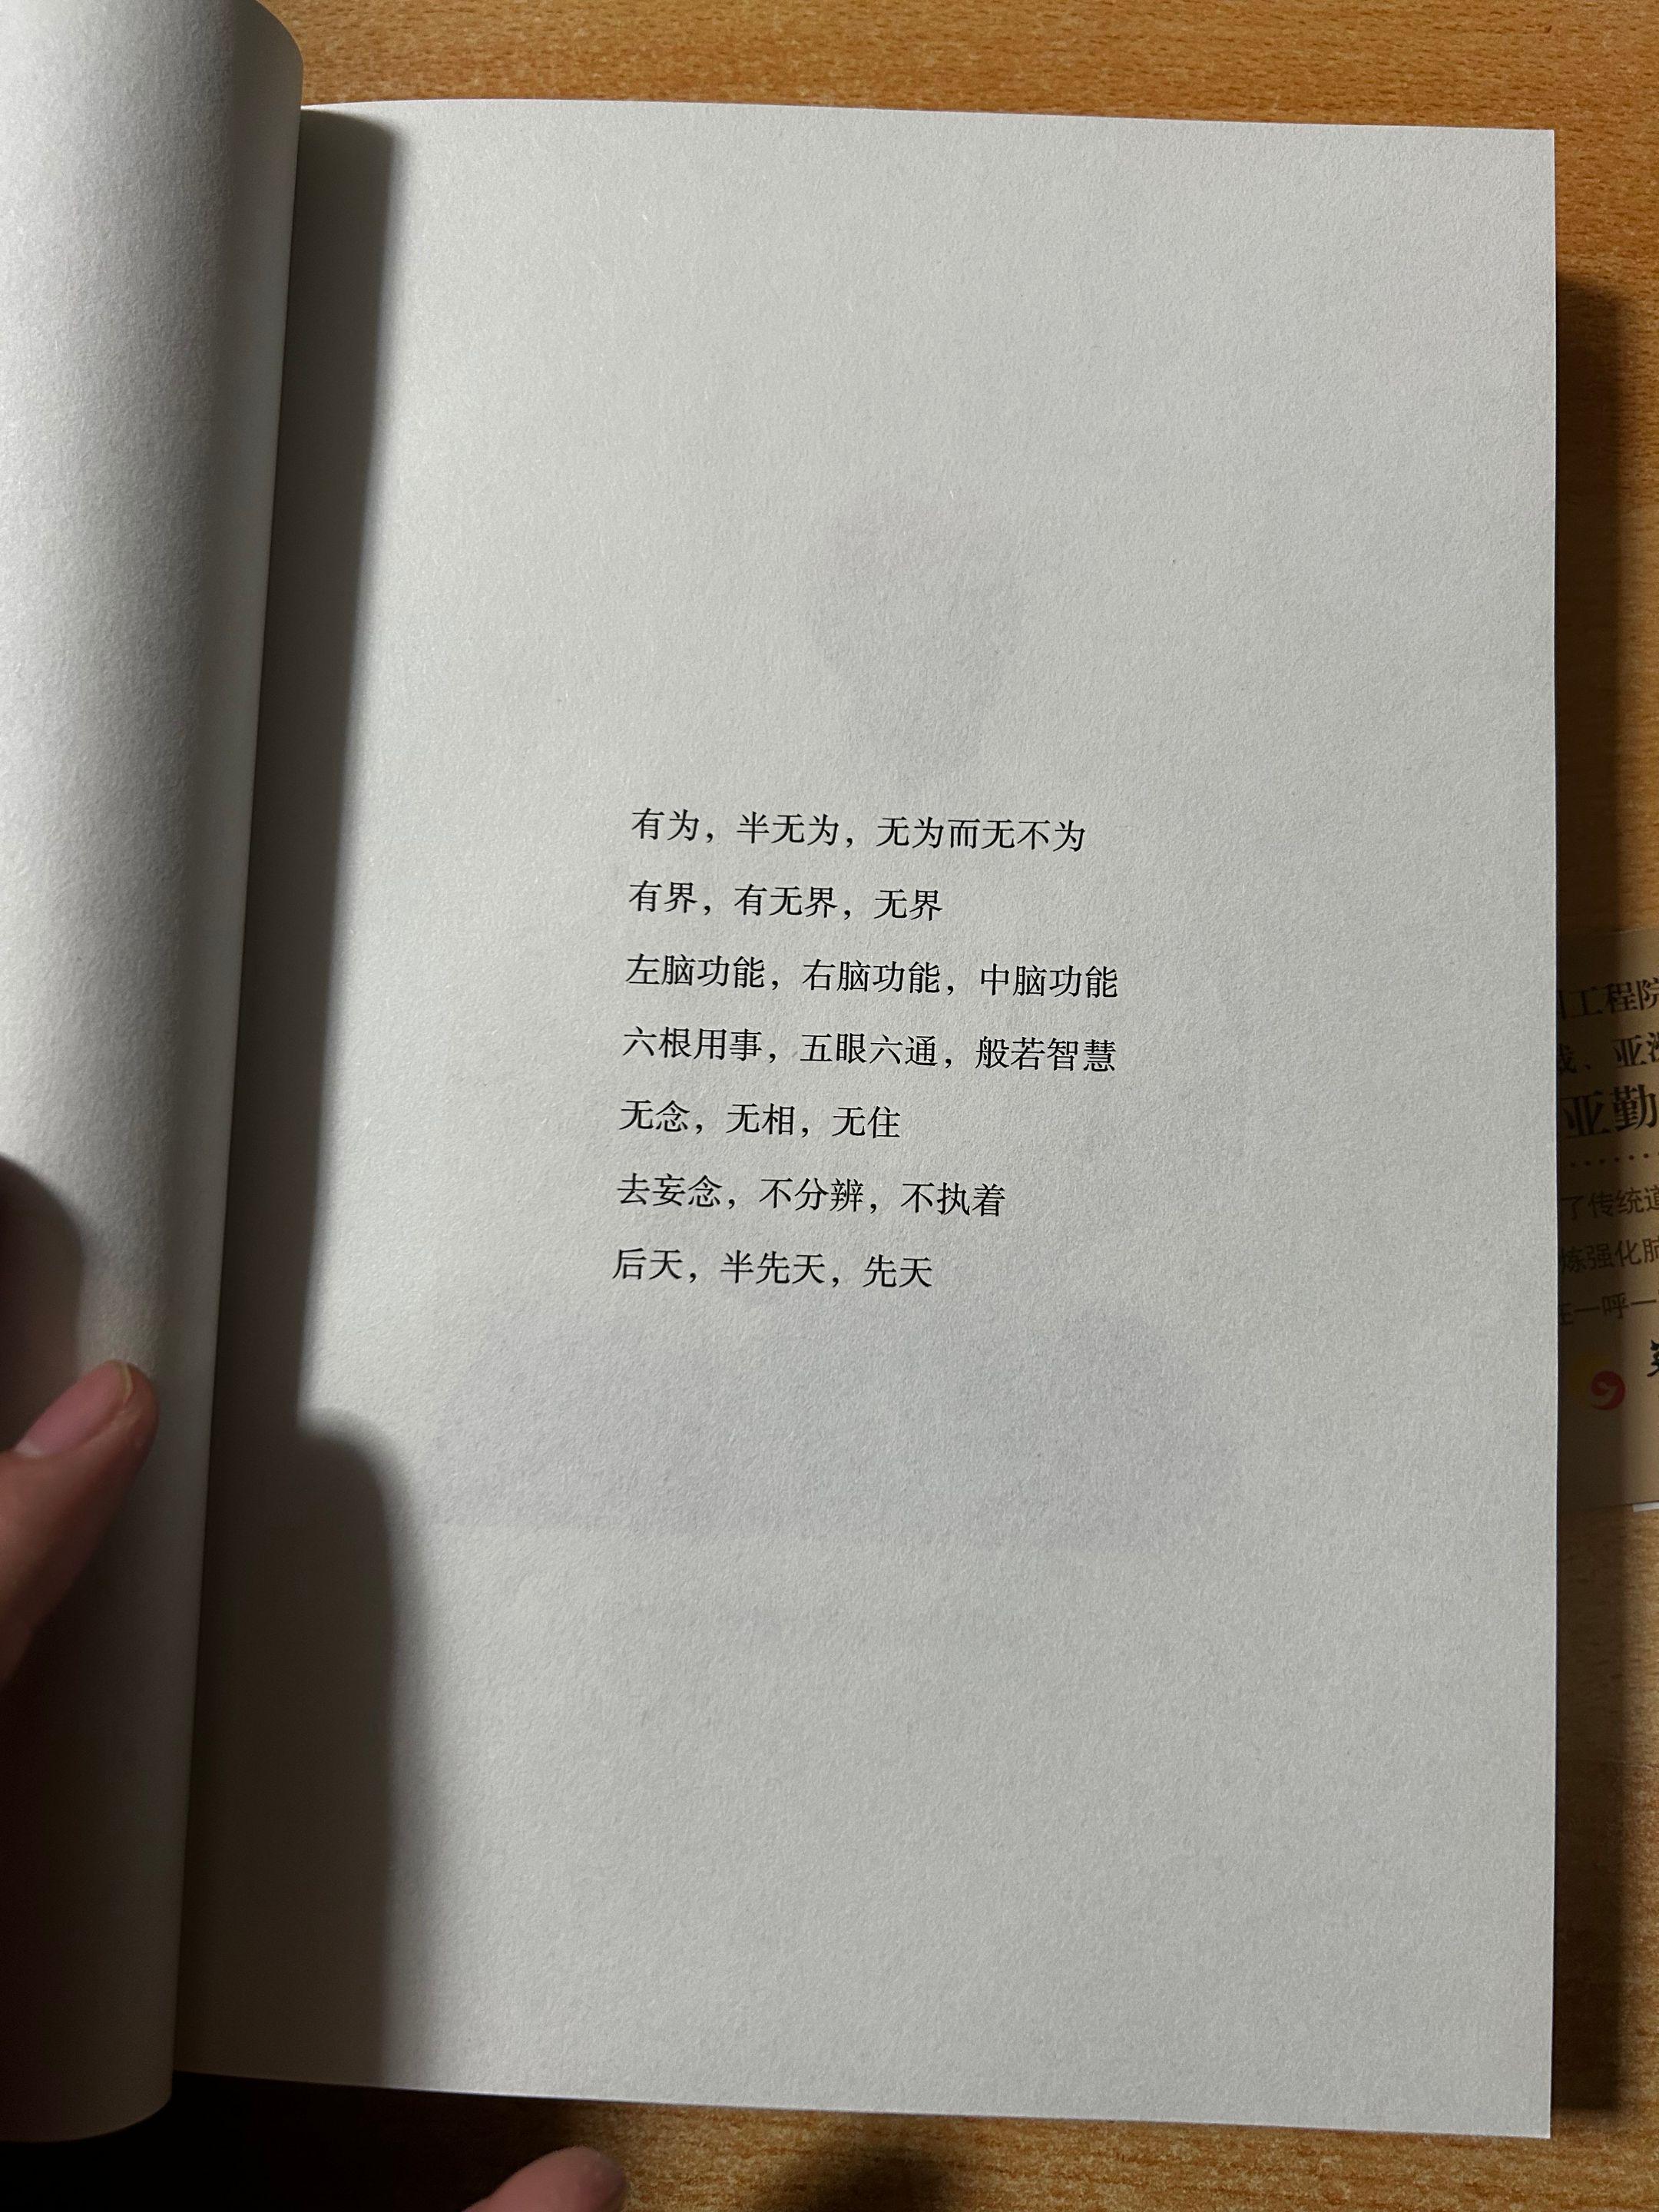 有为，半无为，无为而无不为
有界，有无界，无界
左脑功能，右脑功能，中脑功能
六根用事，五眼六通，般若智慧
无念，无相，无住
去妄念，不分辨，不执着
后天，半先天，先天
工程院
、亚
亚勤
了传统道
炼强化肺
在一呼一